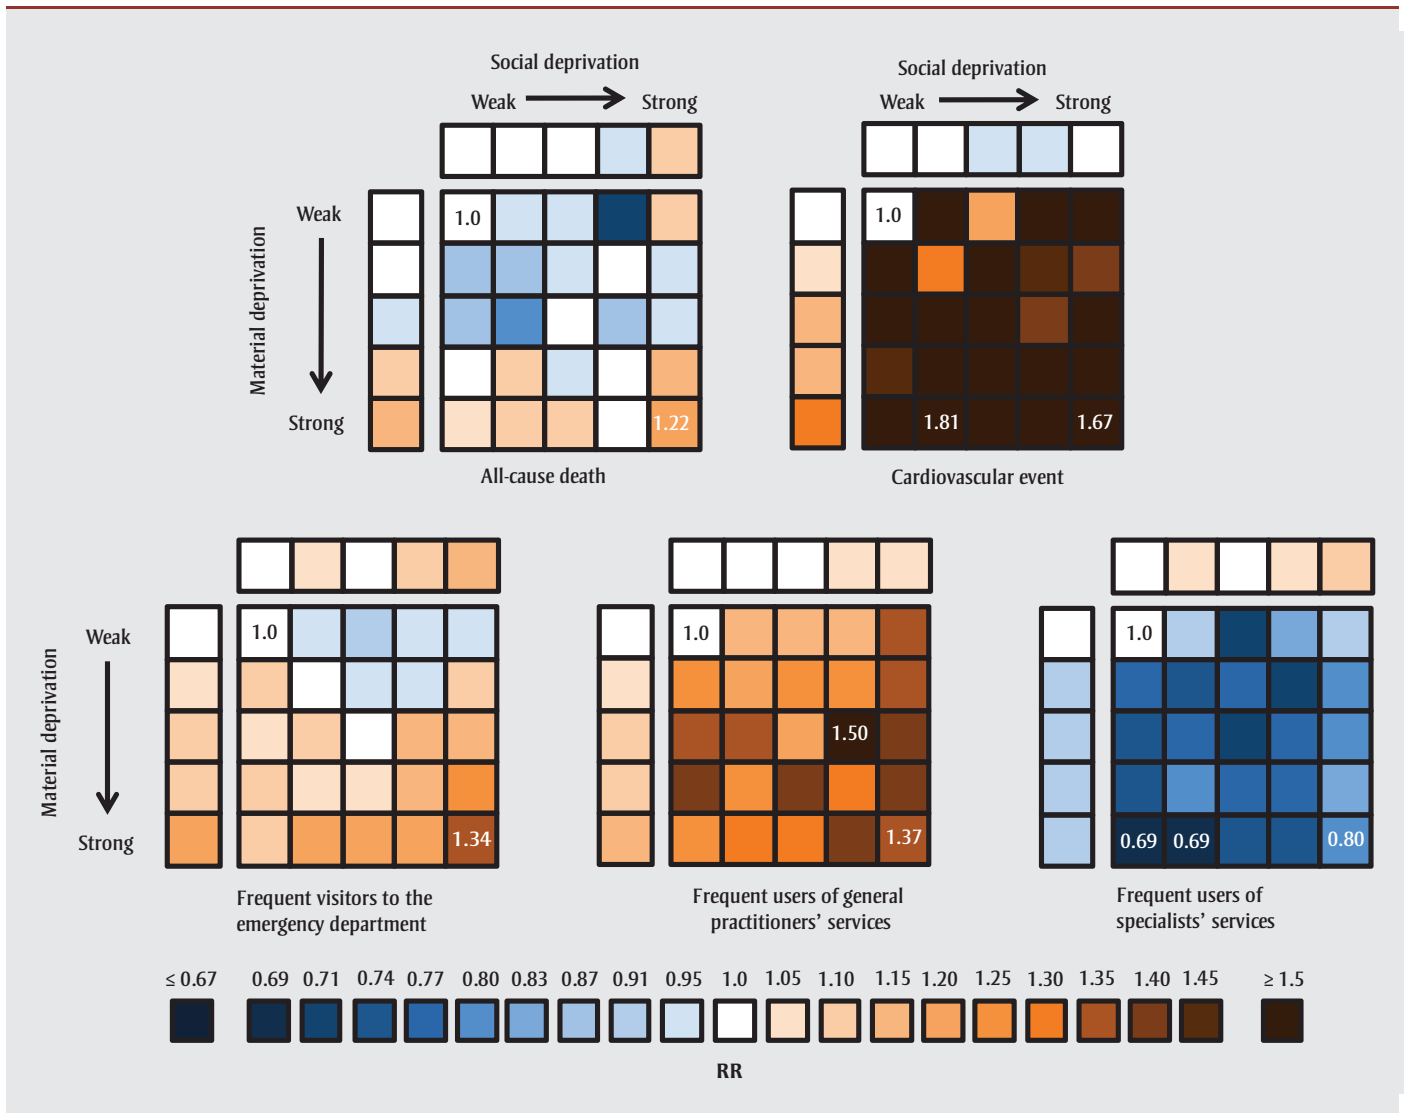 Social deprivation
Weak Strong
Social deprivation
Weak Strong
Material deprivation
Weak
Strong
1.0
1.22
All-cause death
1.0
1.81 1.67
Cardiovascular event
Material deprivation
Weak
Strong
1.0
1.34
Frequent visitors to the
emergency department
1.0
1.50
1.37
Frequent users of general
practitioners’ services
1.0
0.69 0.69 0.80
Frequent users of
specialists’ services
≤ 0.67 0.69 0.71 0.74 0.77 0.80 0.83 0.87 0.91 0.95 1.0 1.05 1.10 1.15 1.20 1.25 1.30 1.35 1.40 1.45 ≥ 1.5
RR